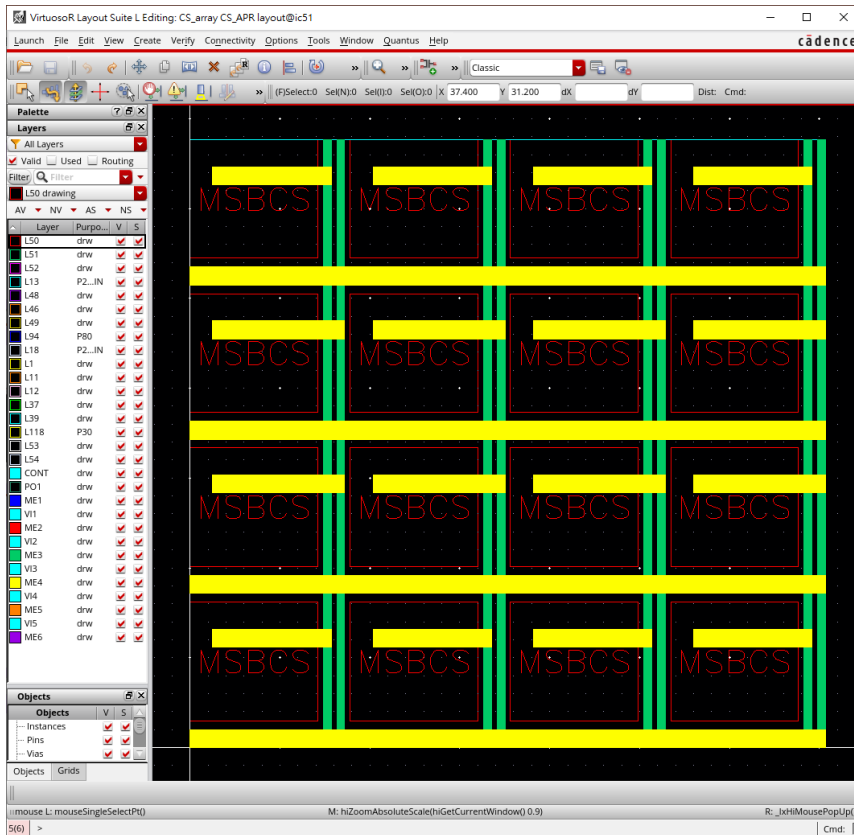 VirtuosoR Layout Suite L Editing: CS_array CS_APR layout@ic51
Launch File Edit View Create Verify Connectivity Options Tools Window Quantus Help
cādence
» » » Classic
» (F)Select:0 Sel(N):0 Sel(I):0 Sel(O):0 X 37.400 Y 31.200 dX dY Dist: Cmd:
Palette
Layers
All Layers
Valid Used Routing
Filter Filter
L50 drawing
AV NV AS NS
Layer Purpo... V S
L50 drw
L51 drw
L52 drw
L13 P2...IN
L48 drw
L46 drw
L49 drw
L94 P80
L18 P2...IN
L1 drw
L11 drw
L12 drw
L37 drw
L39 drw
L118 P30
L53 drw
L54 drw
CONT drw
PO1 drw
ME1 drw
VI1 drw
ME2 drw
VI2 drw
ME3 drw
VI3 drw
ME4 drw
VI4 drw
ME5 drw
VI5 drw
ME6 drw
Objects
Objects V S
Instances
Pins
Vias
Objects Grids
MSBCS MSBCS MSBCS MSBCS
MSBCS MSBCS MSBCS MSBCS
MSBCS MSBCS MSBCS MSBCS
MSBCS MSBCS MSBCS MSBCS
mouse L: mouseSingleSelectPt() M: hiZoomAbsoluteScale(hiGetCurrentWindow() 0.9) R: _lxHiMousePopUp(
5(6) > Cmd: